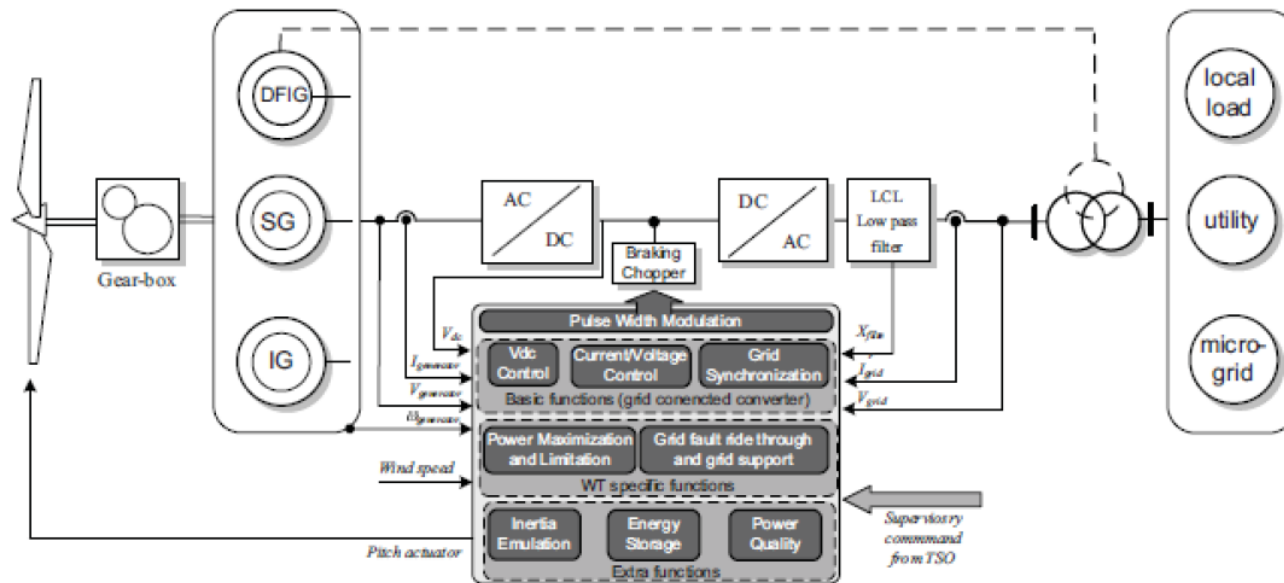 DFIG
SG
IG
Gear-box
AC
DC
DC
AC
LCL
Low pass
filter
Braking
Chopper
local
load
utility
micro-
grid
Pulse Width Modulation
Vdc
Control
Current/Voltage
Control
Grid
Synchronization
Basic functions (grid conencted converter)
Power Maximization
and Limitation
Grid fault ride through
and grid support
WT specific functions
Inertia
Emulation
Energy
Storage
Power
Quality
Extra functions
Vdc
Igenerator
Vgenerator
ωgenerator
Wind speed
Pitch actuator
Igrid
Vgrid
Superviosry
commmand
from TSO